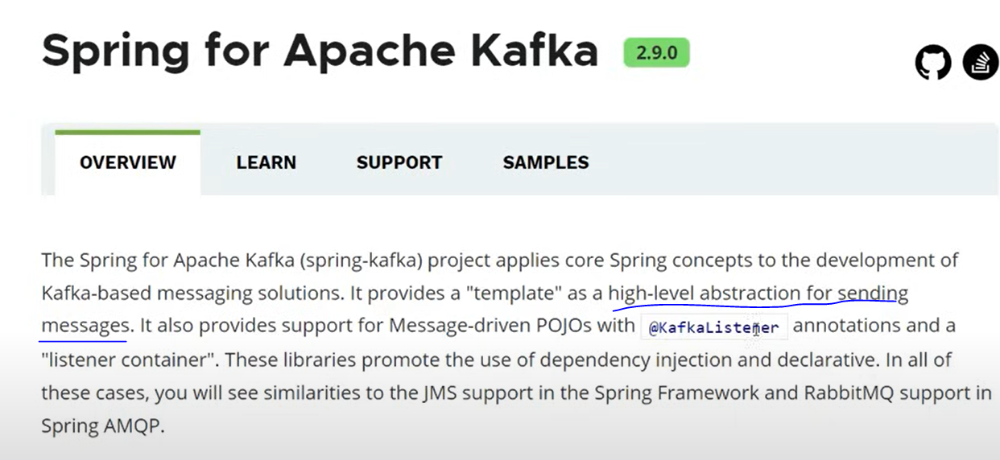 Spring for Apache Kafka 2.9.0
OVERVIEW LEARN SUPPORT SAMPLES
The Spring for Apache Kafka (spring-kafka) project applies core Spring concepts to the development of
Kafka-based messaging solutions. It provides a "template" as a high-level abstraction for sending
messages. It also provides support for Message-driven POJOs with @KafkaListener annotations and a
"listener container". These libraries promote the use of dependency injection and declarative. In all of
these cases, you will see similarities to the JMS support in the Spring Framework and RabbitMQ support in
Spring AMQP.